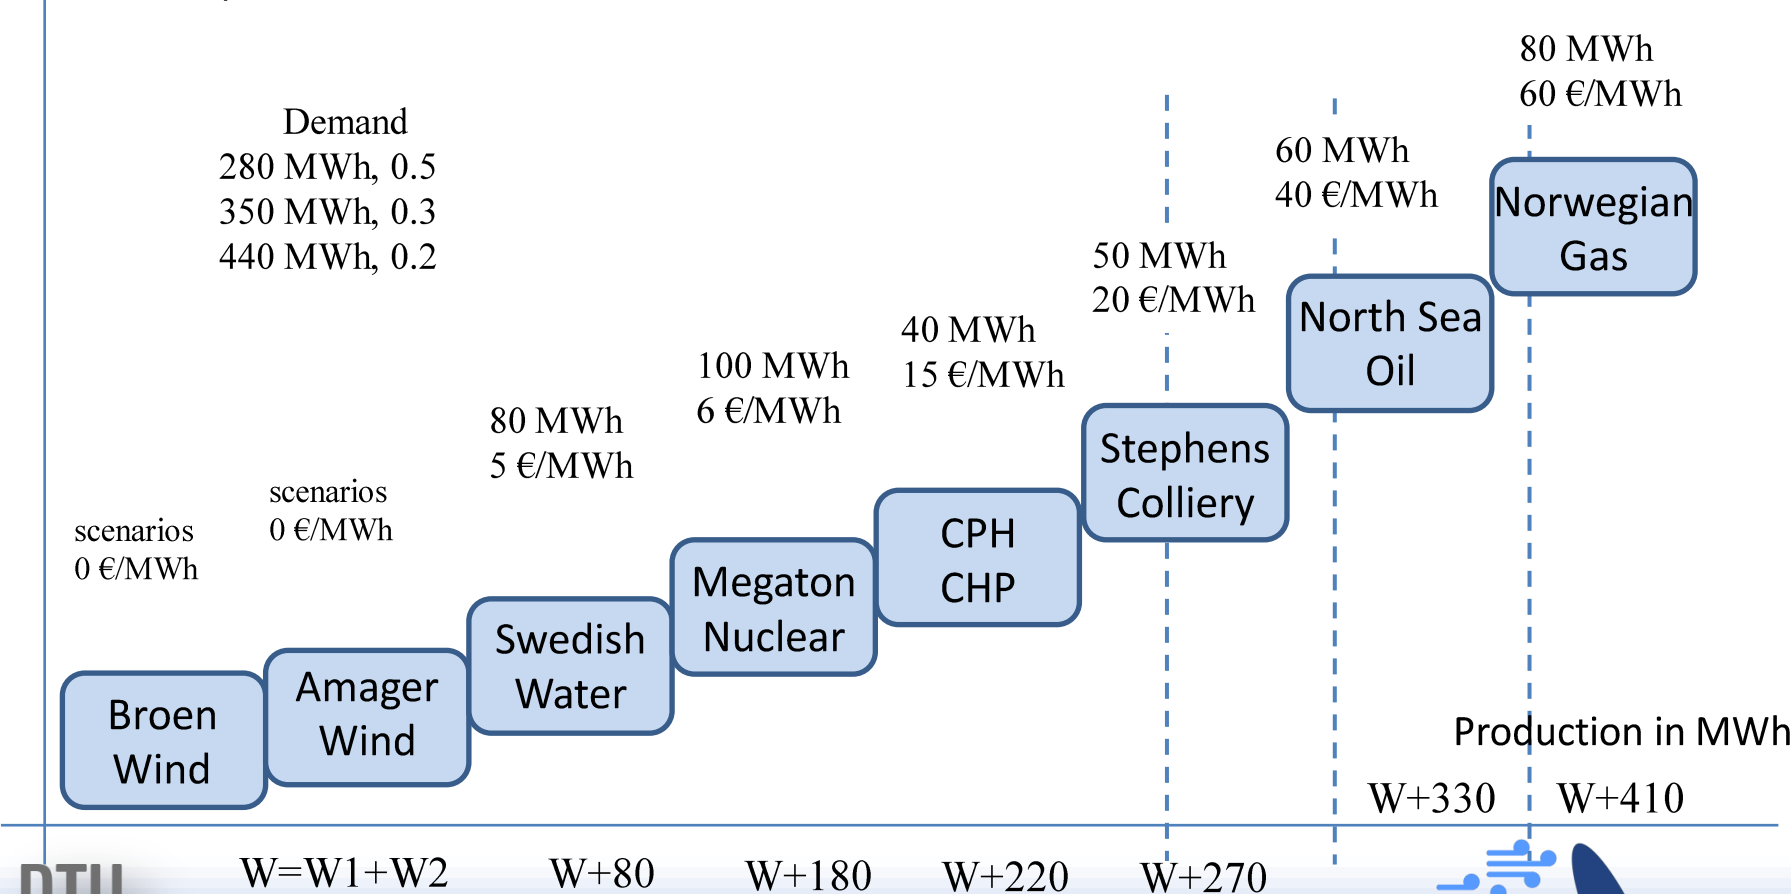 80 MWh
60 €/MWh
Demand
280 MWh, 0.5
350 MWh, 0.3
440 MWh, 0.2
60 MWh
40 €/MWh
Norwegian
Gas
50 MWh
20 €/MWh
North Sea
Oil
40 MWh
15 €/MWh
100 MWh
6 €/MWh
80 MWh
5 €/MWh
Stephens
Colliery
scenarios
0 €/MWh
scenarios
0 €/MWh
CPH
CHP
Megaton
Nuclear
Swedish
Water
Amager
Wind
Broen
Wind
Production in MWh
W+330
W+410
W=W1+W2
W+80
W+180
W+220
W+270
DTU